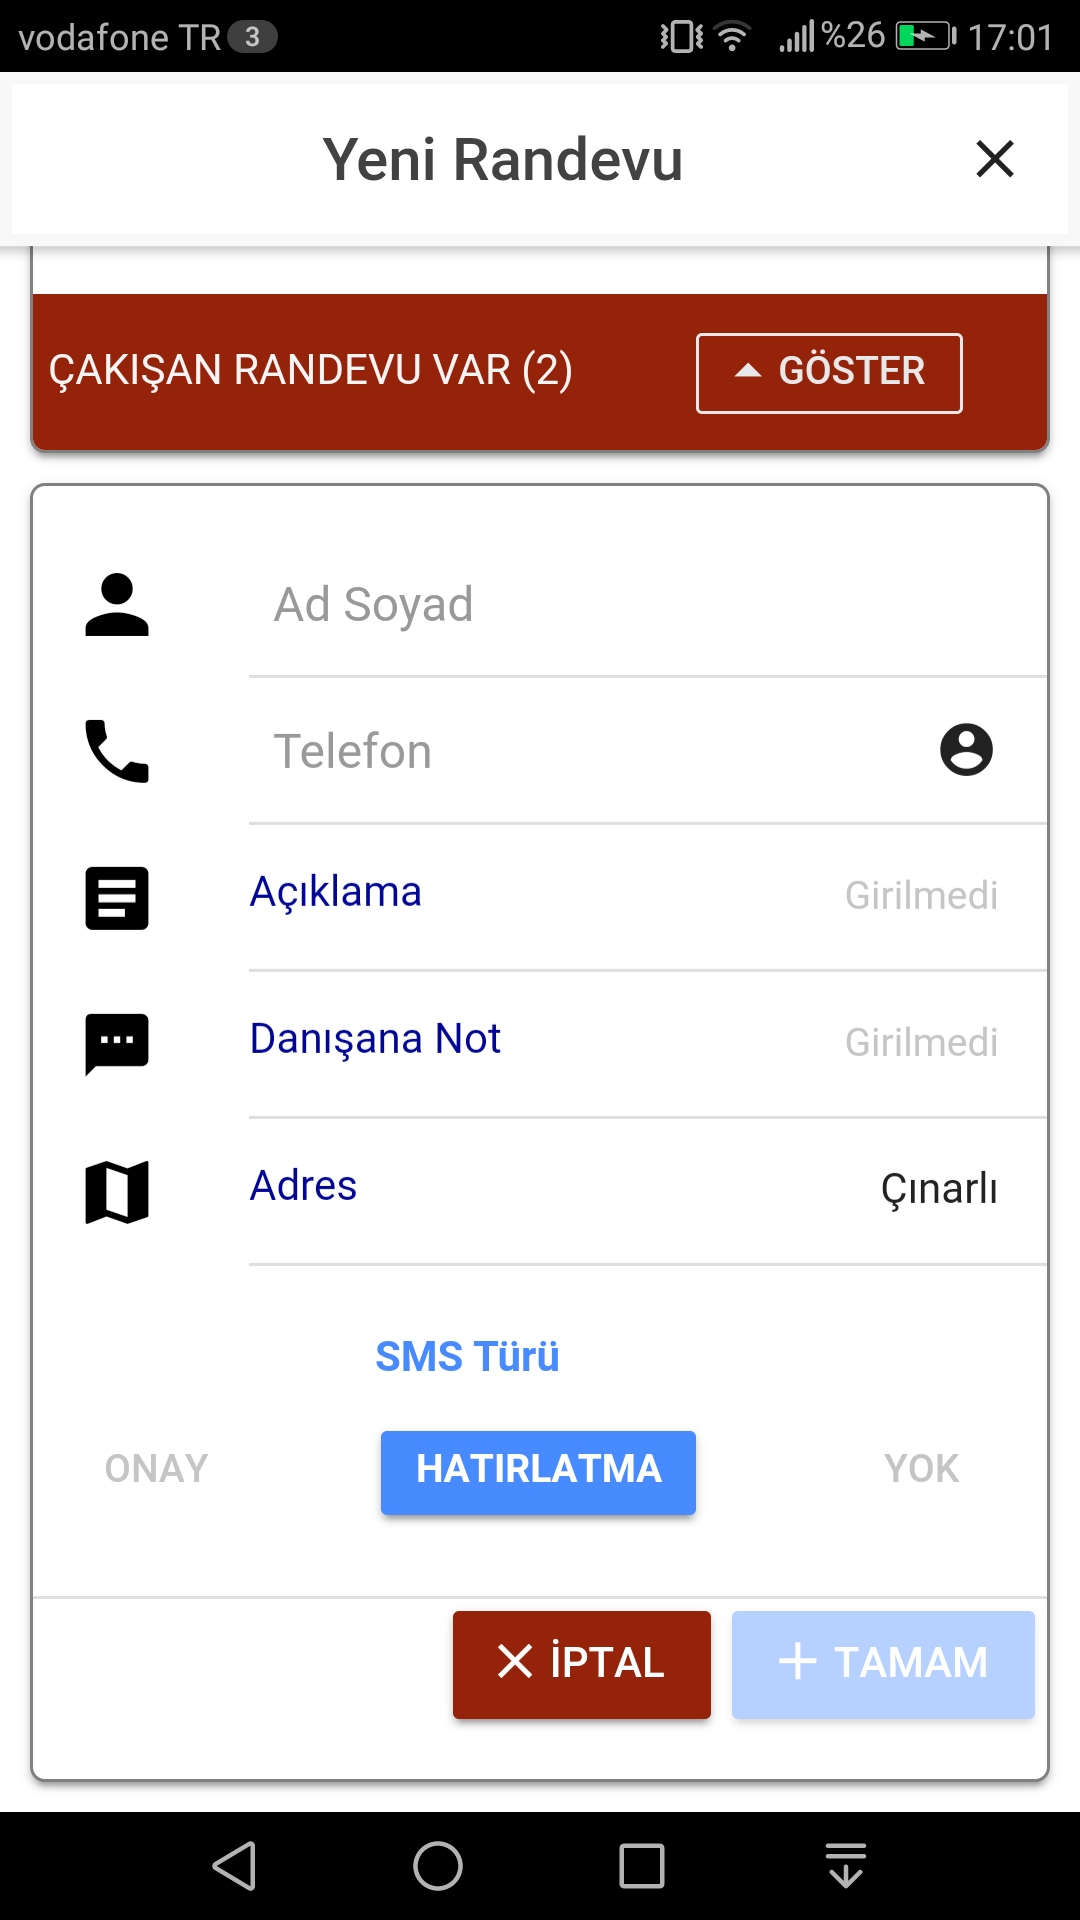 vodafone TR 3 %26 17:01
Yeni Randevu
ÇAKIŞAN RANDEVU VAR (2) GÖSTER
Ad Soyad
Telefon
Açıklama Girilmedi
Danışana Not Girilmedi
Adres Çınarlı
SMS Türü
ONAY HATIRLATMA YOK
İPTAL TAMAM